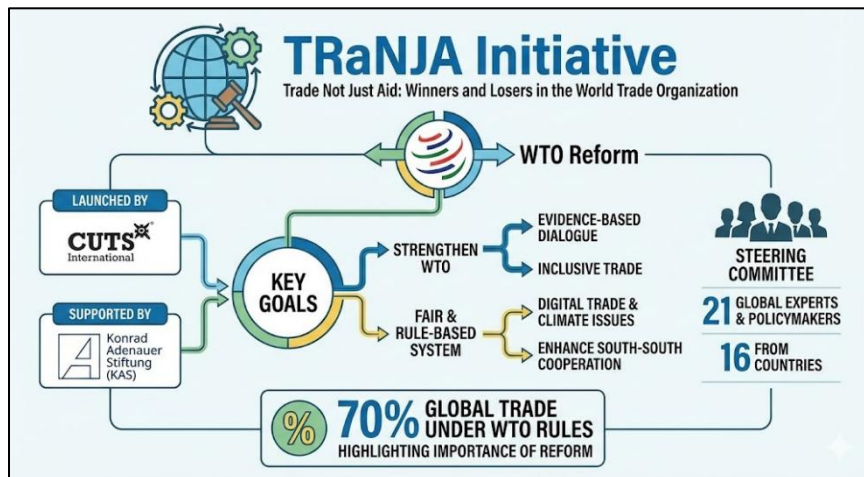 TRaNJA Initiative
Trade Not Just Aid: Winners and Losers in the World Trade Organization
WTO Reform
LAUNCHED BY
CUTS
International
SUPPORTED BY
Konrad
Adenauer
Stiftung
(KAS)
KEY
GOALS
STRENGTHEN
WTO
EVIDENCE-BASED
DIALOGUE
INCLUSIVE TRADE
FAIR &
RULE-BASED
SYSTEM
DIGITAL TRADE &
CLIMATE ISSUES
ENHANCE SOUTH-SOUTH
COOPERATION
STEERING
COMMITTEE
21 GLOBAL EXPERTS
& POLICYMAKERS
16 FROM
COUNTRIES
% 70% GLOBAL TRADE
UNDER WTO RULES
HIGHLIGHTING IMPORTANCE OF REFORM